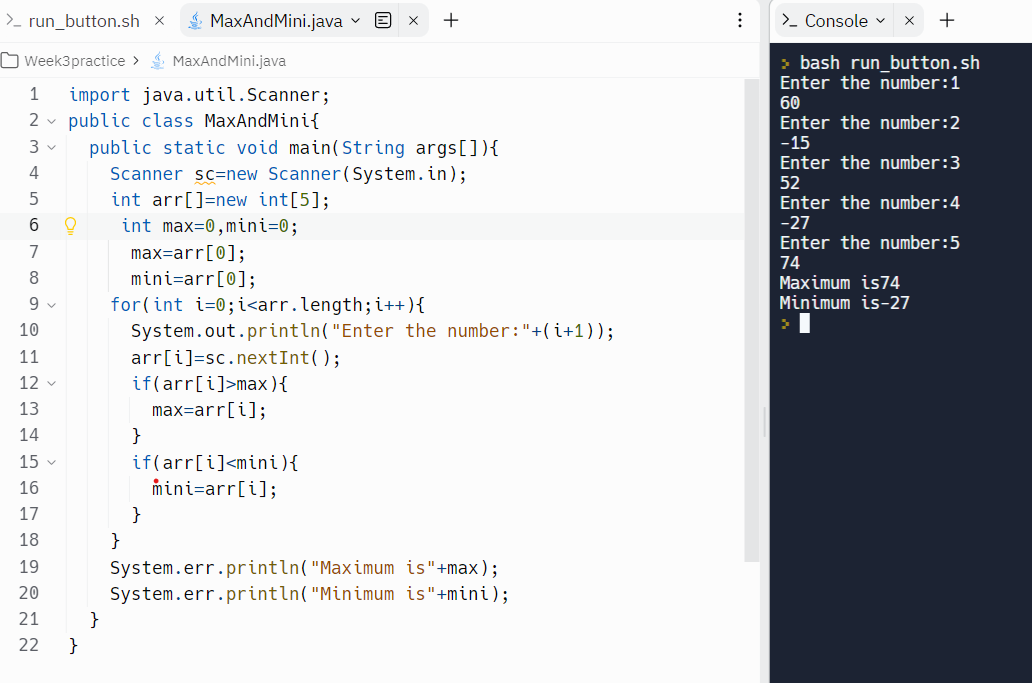 run_button.sh
MaxAndMini.java
Week3practice > MaxAndMini.java
1 import java.util.Scanner;
2 public class MaxAndMini{
3 public static void main(String args[]){
4 Scanner sc=new Scanner(System.in);
5 int arr[]=new int[5];
6 int max=0,mini=0;
7 max=arr[0];
8 mini=arr[0];
9 for(int i=0;i<arr.length;i++){
10 System.out.println("Enter the number:"+(i+1));
11 arr[i]=sc.nextInt();
12 if(arr[i]>max){
13 max=arr[i];
14 }
15 if(arr[i]<mini){
16 mini=arr[i];
17 }
18 }
19 System.err.println("Maximum is"+max);
20 System.err.println("Minimum is"+mini);
21 }
22 }
Console
> bash run_button.sh
Enter the number:1
60
Enter the number:2
-15
Enter the number:3
52
Enter the number:4
-27
Enter the number:5
74
Maximum is74
Minimum is-27
>